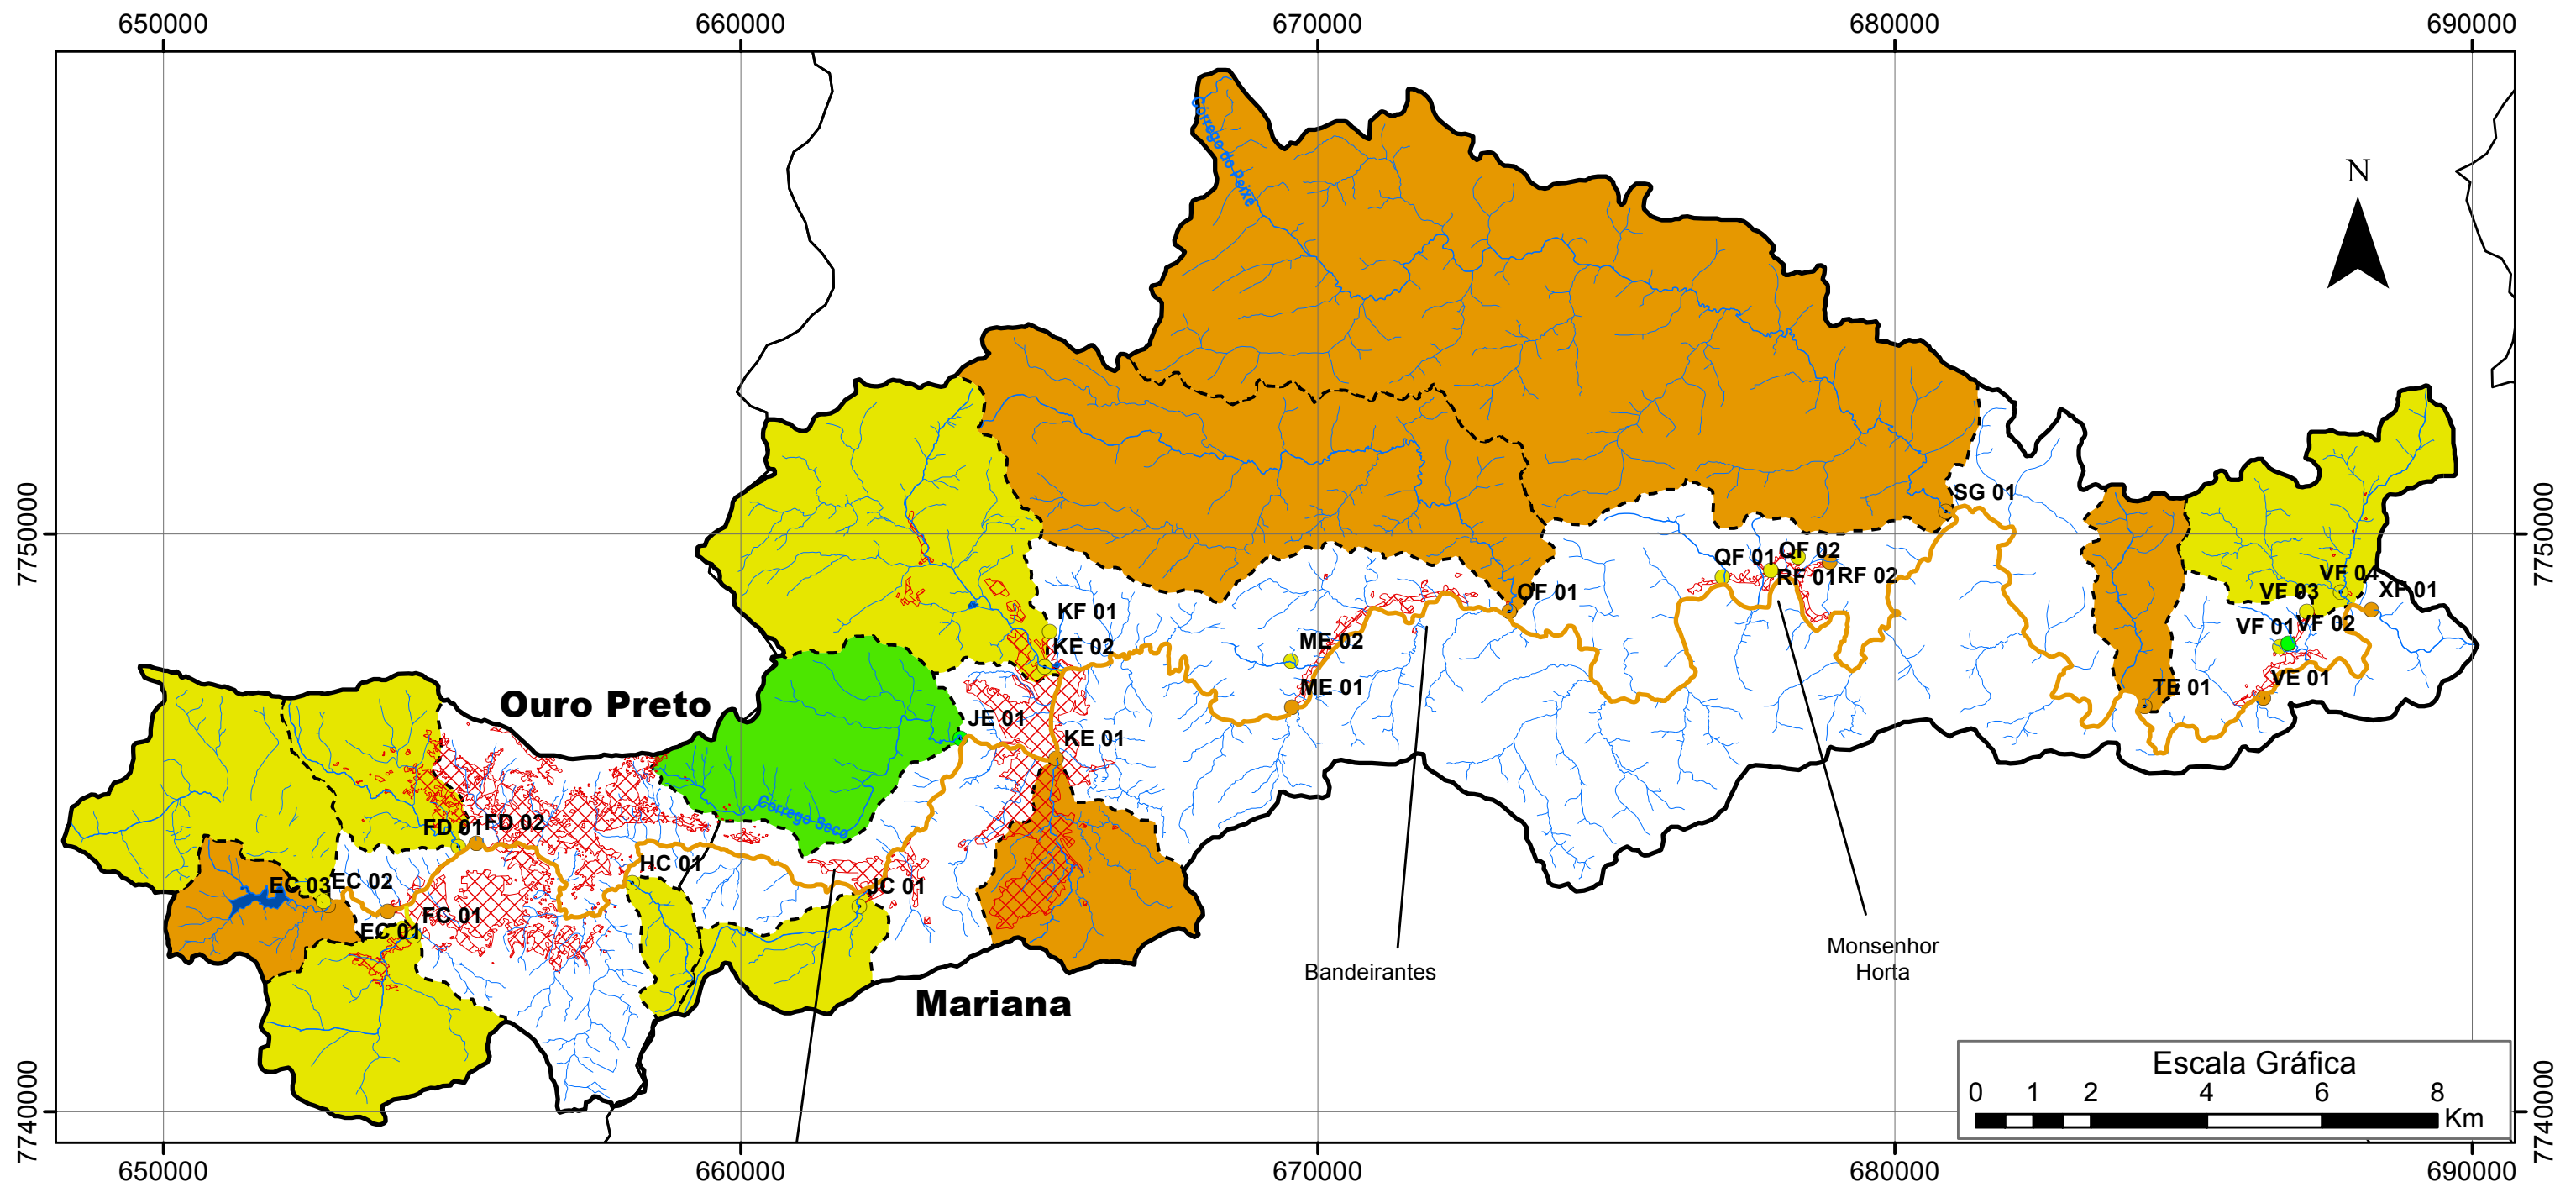 650000
660000
670000
680000
690000
Córrego do Peixe
N
7750000
7750000
SG 01
QF 01
QF 02
RF 01
RF 02
VF 04
VE 03
XF 01
OF 01
KF 01
VF 01
VF 02
ME 02
KE 02
ME 01
TE 01
VE 01
Ouro Preto
JE 01
KE 01
Córrego Seco
FD 01
FD 02
HC 01
EC 03
EC 02
JC 01
FC 01
EC 01
Monsenhor
Horta
Bandeirantes
Mariana
Escala Gráfica
0 1 2 4 6 8
Km
7740000
7740000
650000
660000
670000
680000
690000